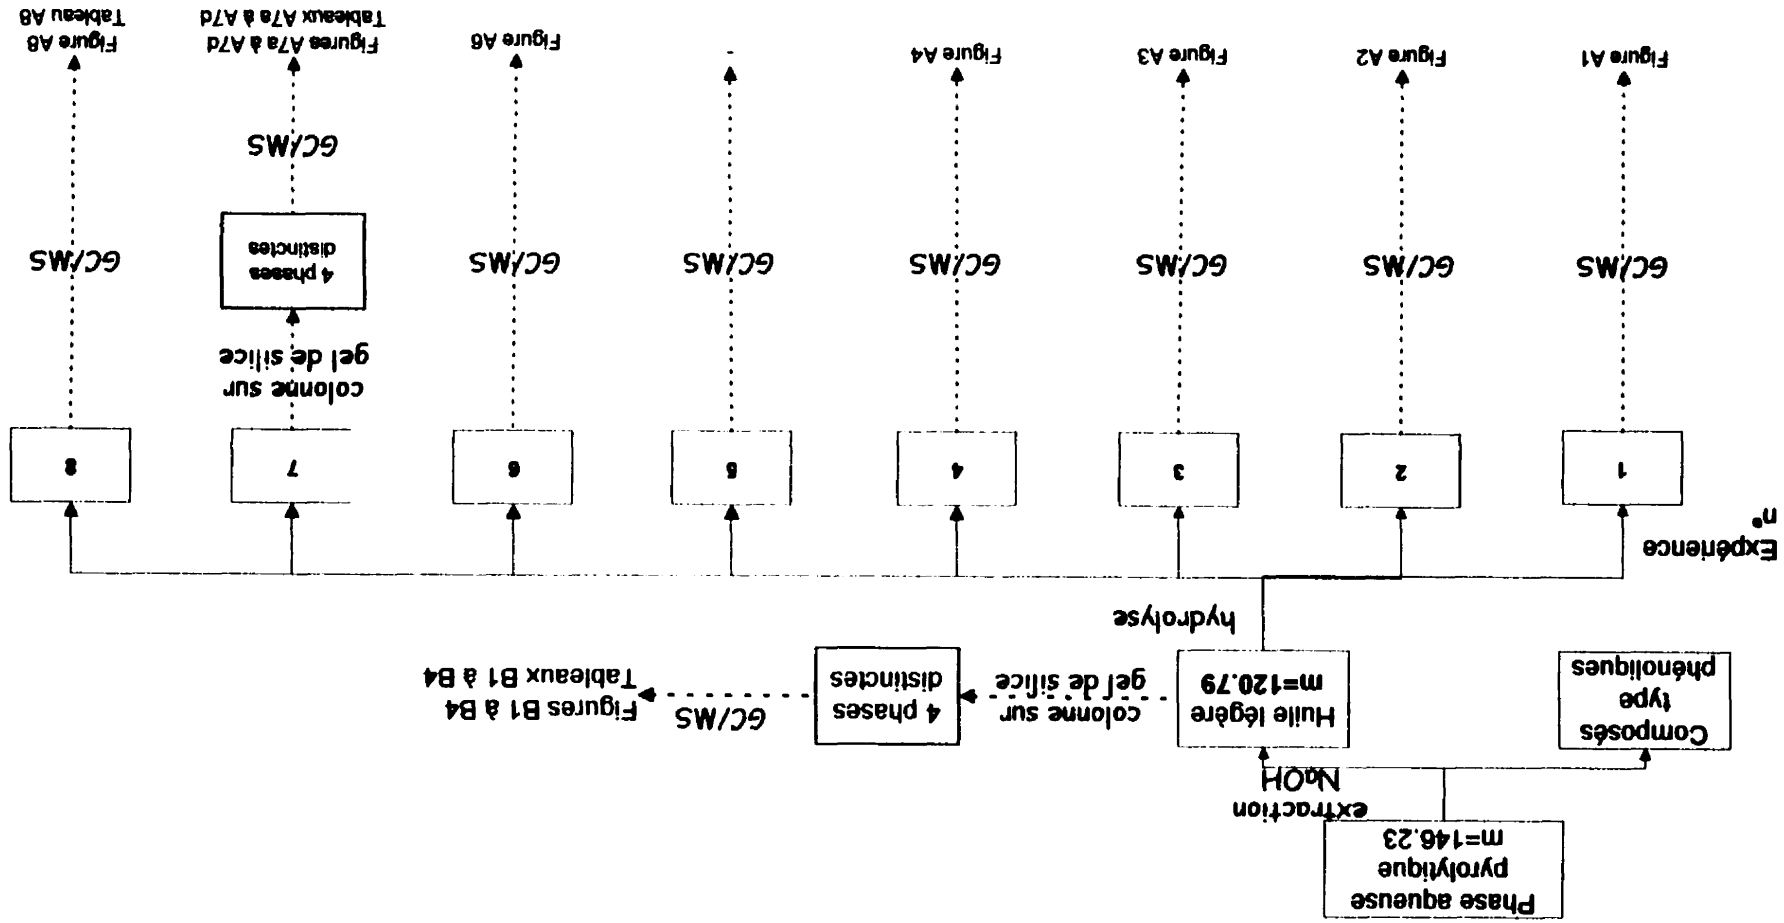 Phase aqueuse
pyrolytique
m=146.23
extraction
NaOH
Composés
type
phénoliques
Huile légère
m=120.79
colonne sur
gel de silice
4 phases
distinctes
GC/MS
Figures B1 à B4
Tableaux B1 à B4
hydrolyse
Expérience
n°
1
2
3
4
5
6
7
8
colonne sur
gel de silice
4 phases
distinctes
GC/MS
GC/MS
GC/MS
GC/MS
GC/MS
GC/MS
GC/MS
GC/MS
Figure A1
Figure A2
Figure A3
Figure A4
-
Figure A6
Figures A7a à A7d
Tableaux A7a à A7d
Figure A8
Tableau A8